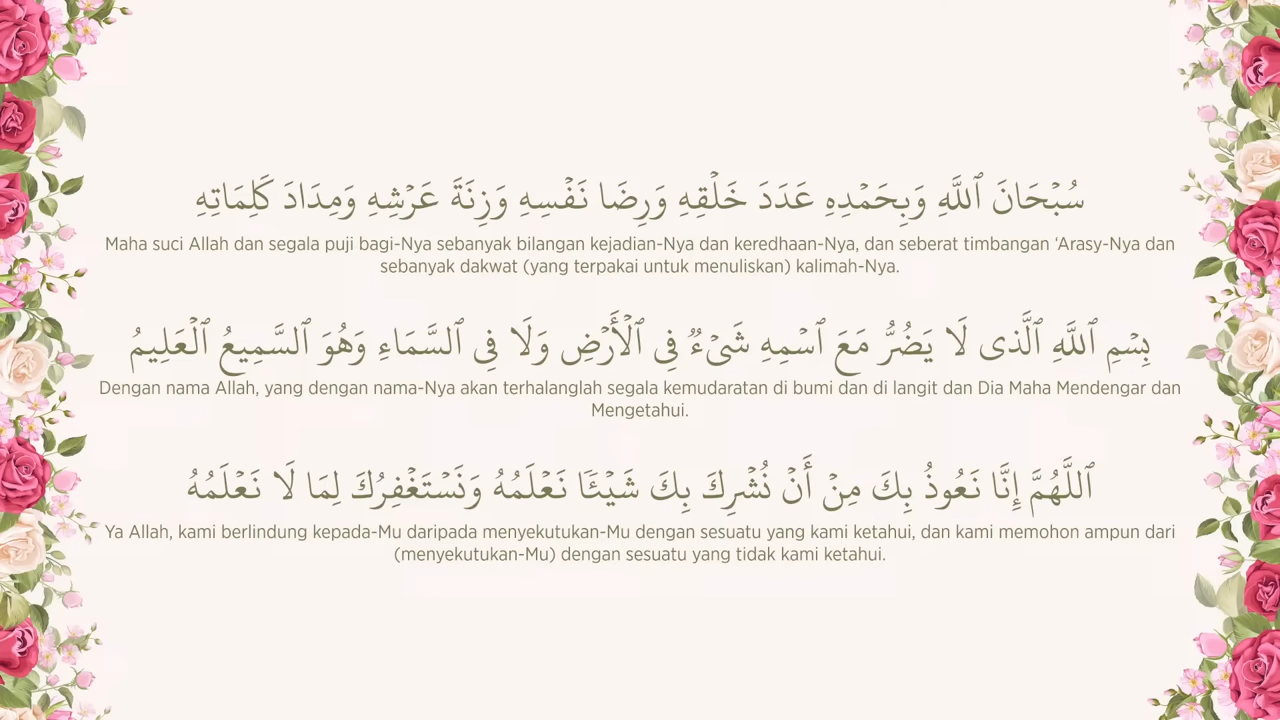 سُبْحَانَ ٱللَّهِ وَبِحَمْدِهِ عَدَدَ خَلْقِهِ وَرِضَا نَفْسِهِ وَزِنَةَ عَرْشِهِ وَمِدَادَ كَلِمَاتِهِ
Maha suci Allah dan segala puji bagi-Nya sebanyak bilangan kejadian-Nya dan keredhaan-Nya, dan seberat timbangan ‘Arasy-Nya dan
sebanyak dakwat (yang terpakai untuk menuliskan) kalimah-Nya.
بِسْمِ ٱللَّهِ ٱلَّذى لَا يَضُرُّ مَعَ ٱسْمِهِ شَىْءٌ فِى ٱلْأَرْضِ وَلَا فِى ٱلسَّمَاءِ وَهُوَ ٱلسَّمِيعُ ٱلْعَلِيمُ
Dengan nama Allah, yang dengan nama-Nya akan terhalanglah segala kemudaratan di bumi dan di langit dan Dia Maha Mendengar dan
Mengetahui.
ٱللَّهُمَّ إِنَّا نَعُوذُ بِكَ مِنْ أَنْ نُشْرِكَ بِكَ شَيْـًٔا نَعْلَمُهُ وَنَسْتَغْفِرُكَ لِمَا لَا نَعْلَمُهُ
Ya Allah, kami berlindung kepada-Mu daripada menyekutukan-Mu dengan sesuatu yang kami ketahui, dan kami memohon ampun dari
(menyekutukan-Mu) dengan sesuatu yang tidak kami ketahui.